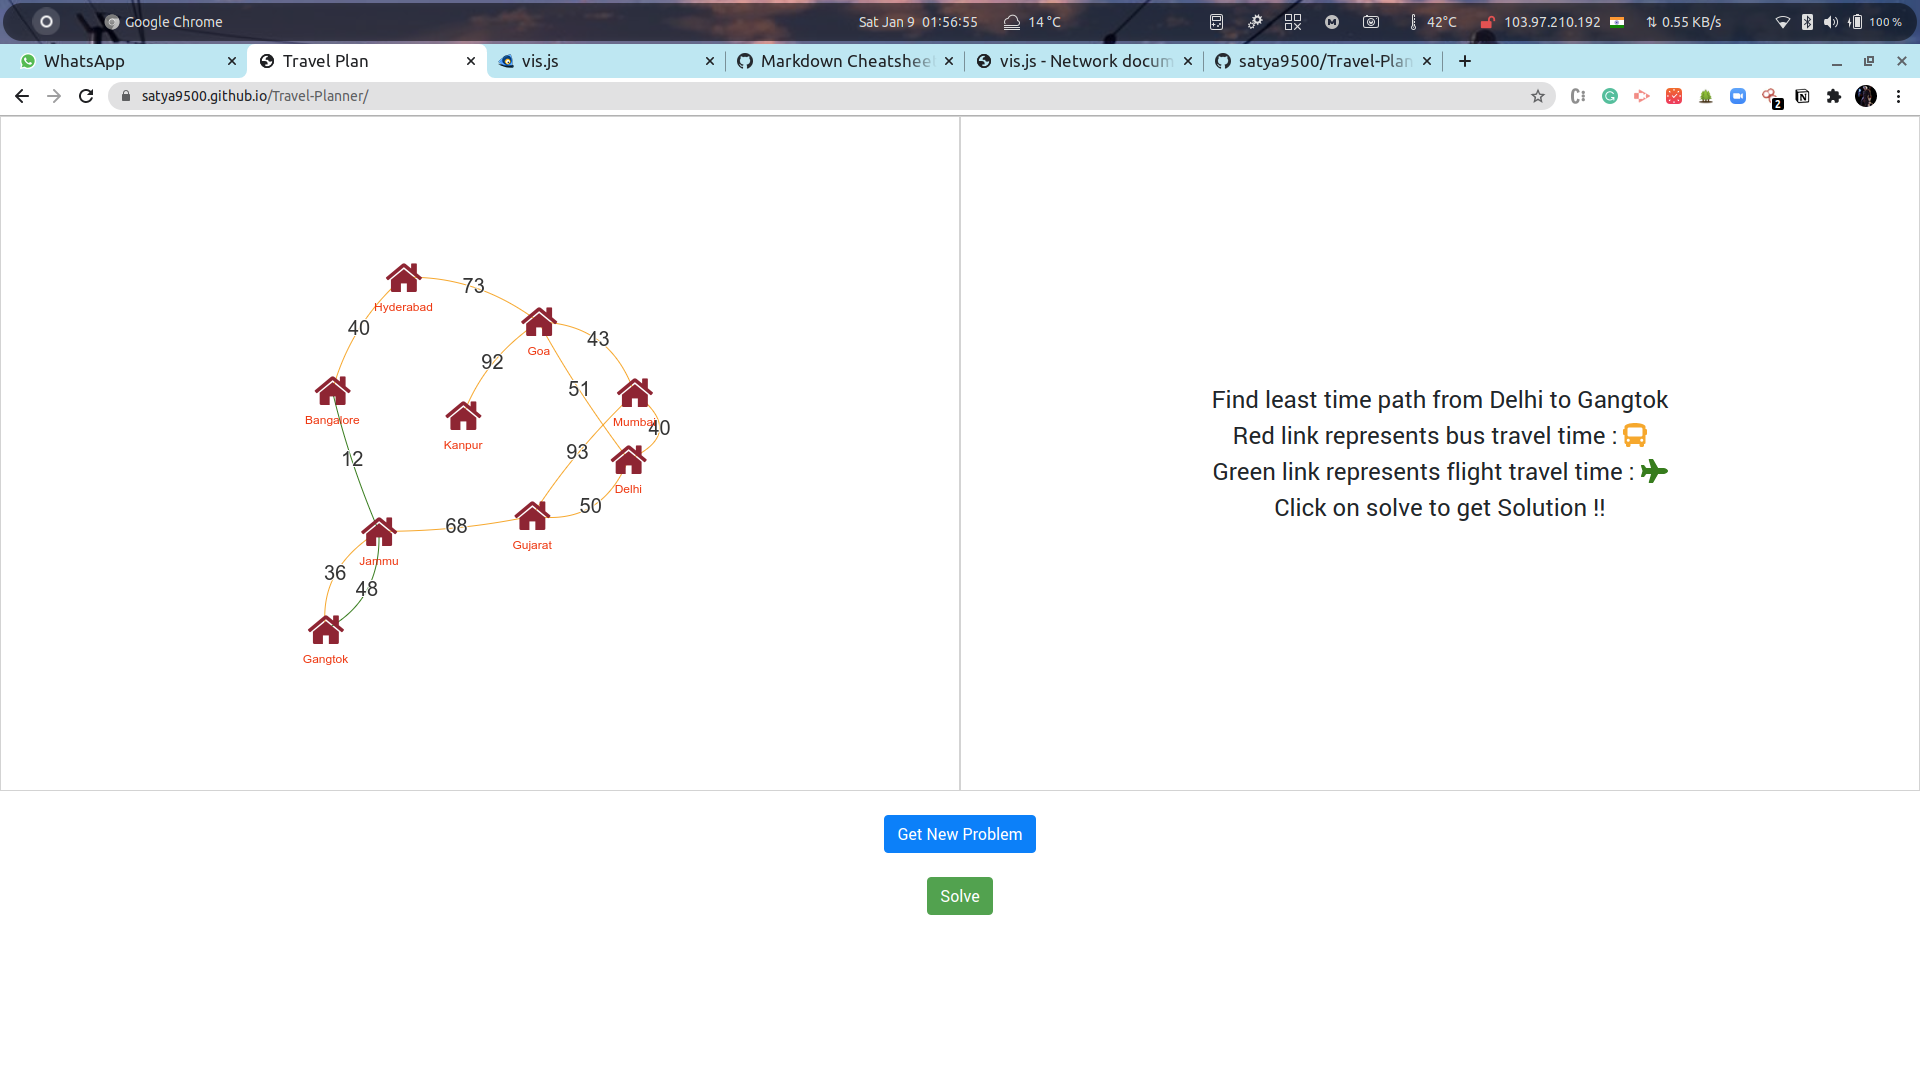 Google Chrome
Sat Jan 9 01:56:55
14 °C
42°C
103.97.210.192
0.55 KB/s
100 %
WhatsApp
Travel Plan
vis.js
Markdown Cheatsheet
vis.js - Network docum
satya9500/Travel-Plan
satya9500.github.io/Travel-Planner/
2
73
Hyderabad
40
43
Goa
92
51
Bangalore
Mumbai
40
Kanpur
93
12
Delhi
50
68
Gujarat
Jammu
36
48
Gangtok
Find least time path from Delhi to Gangtok
Red link represents bus travel time :
Green link represents flight travel time :
Click on solve to get Solution !!
Get New Problem
Solve